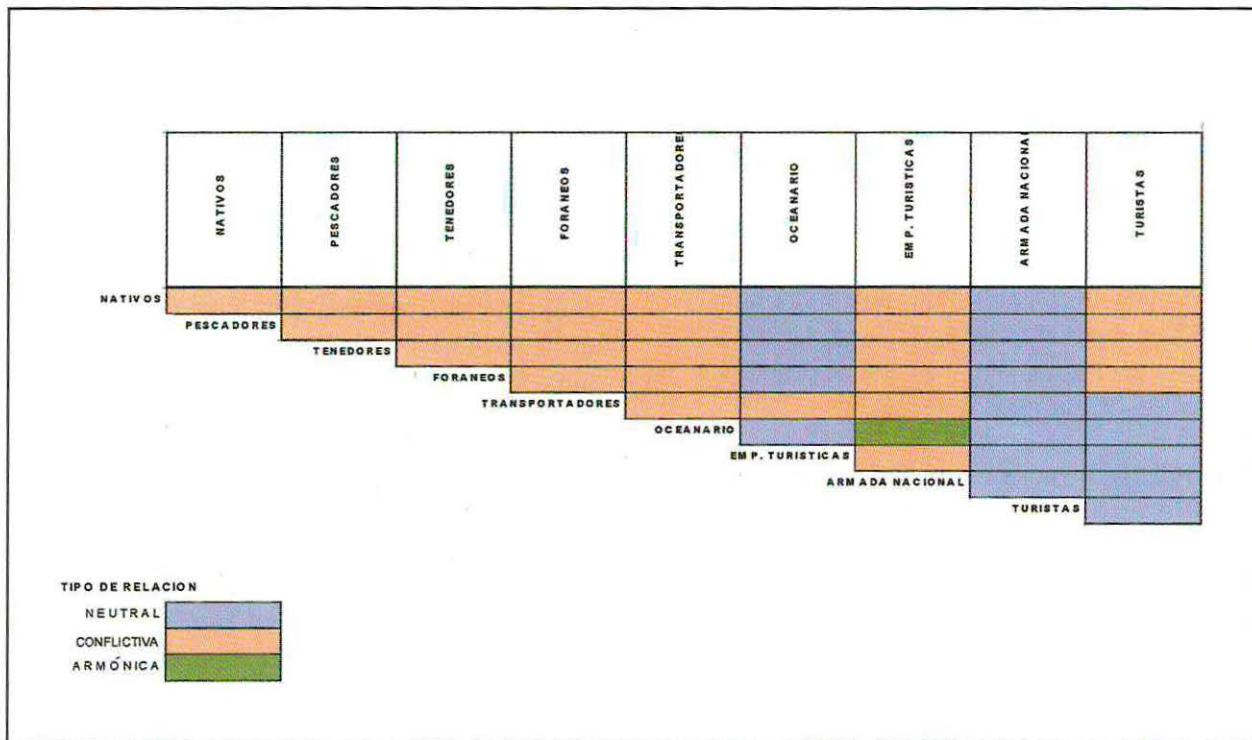 NATIVOS
PESCADORES
TENEDORES
FORANEOS
TRANSPORTADORE
OCEANARIO
EMP. TURISTICAS
ARMADA NACIONAL
TURISTAS
NATIVOS
PESCADORES
TENEDORES
FORANEOS
TRANSPORTADORES
OCEANARIO
EMP. TURISTICAS
ARMADA NACIONAL
TURISTAS
TIPO DE RELACION
NEUTRAL
CONFLICTIVA
ARMÓNICA